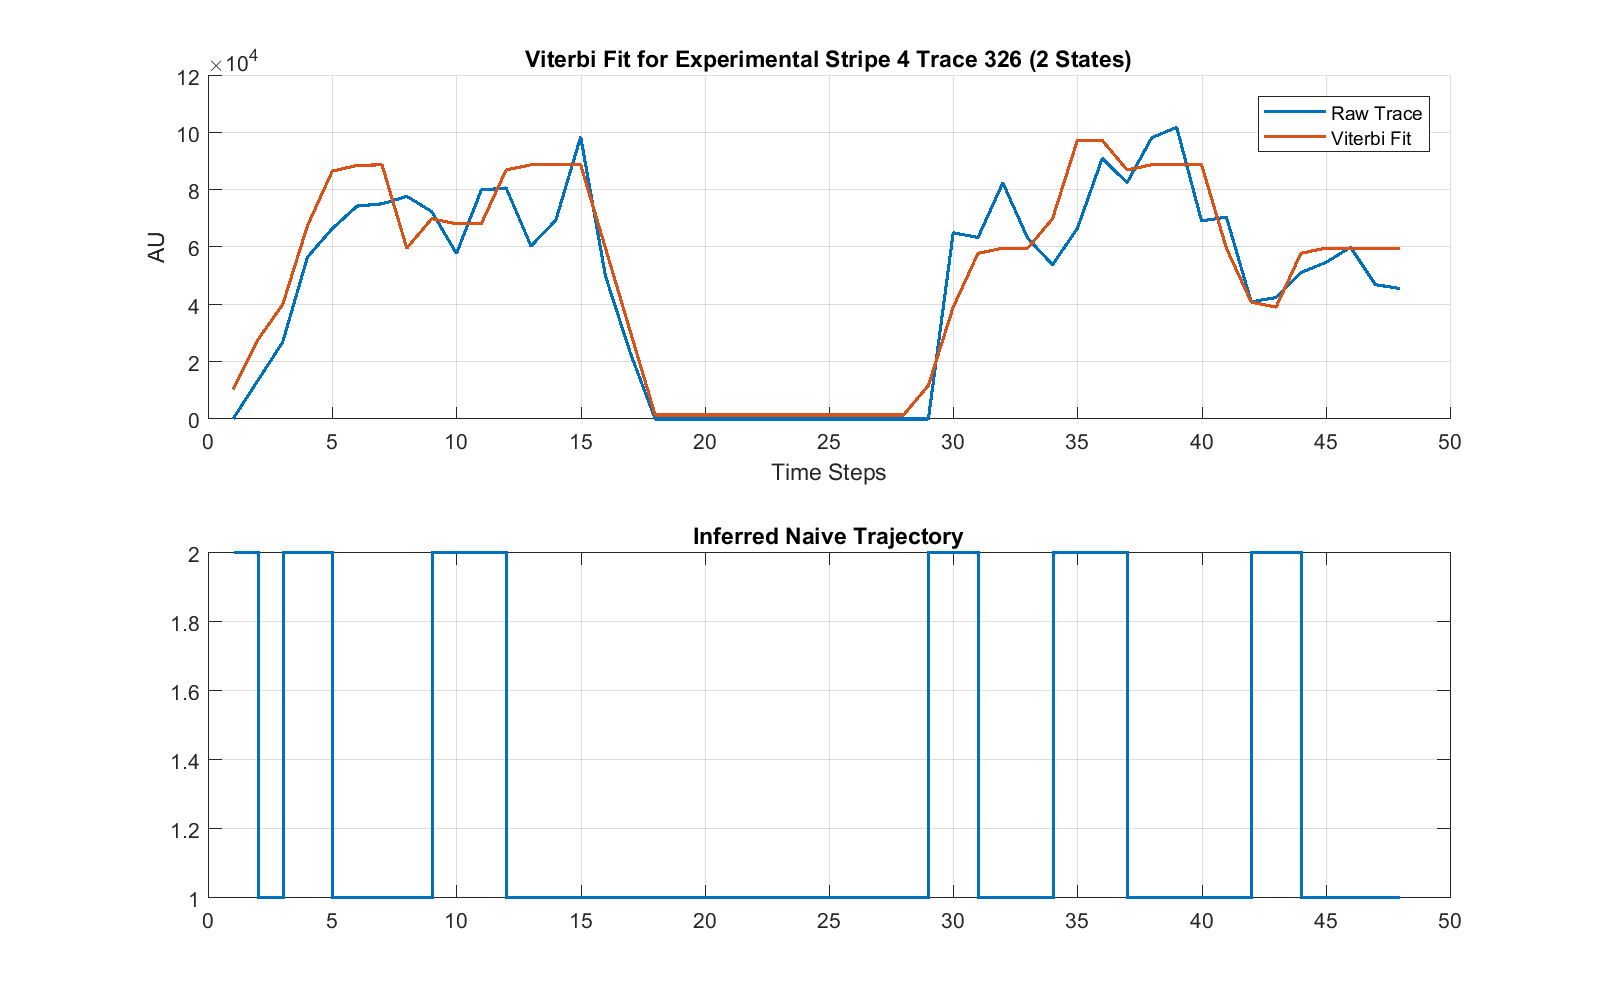 Viterbi Fit for Experimental Stripe 4 Trace 326 (2 States)
×10⁴
12
10
8
6
4
2
0
AU
Raw Trace
Viterbi Fit
0 5 10 15 20 25 30 35 40 45 50
Time Steps
Inferred Naive Trajectory
2
1.8
1.6
1.4
1.2
1
0 5 10 15 20 25 30 35 40 45 50